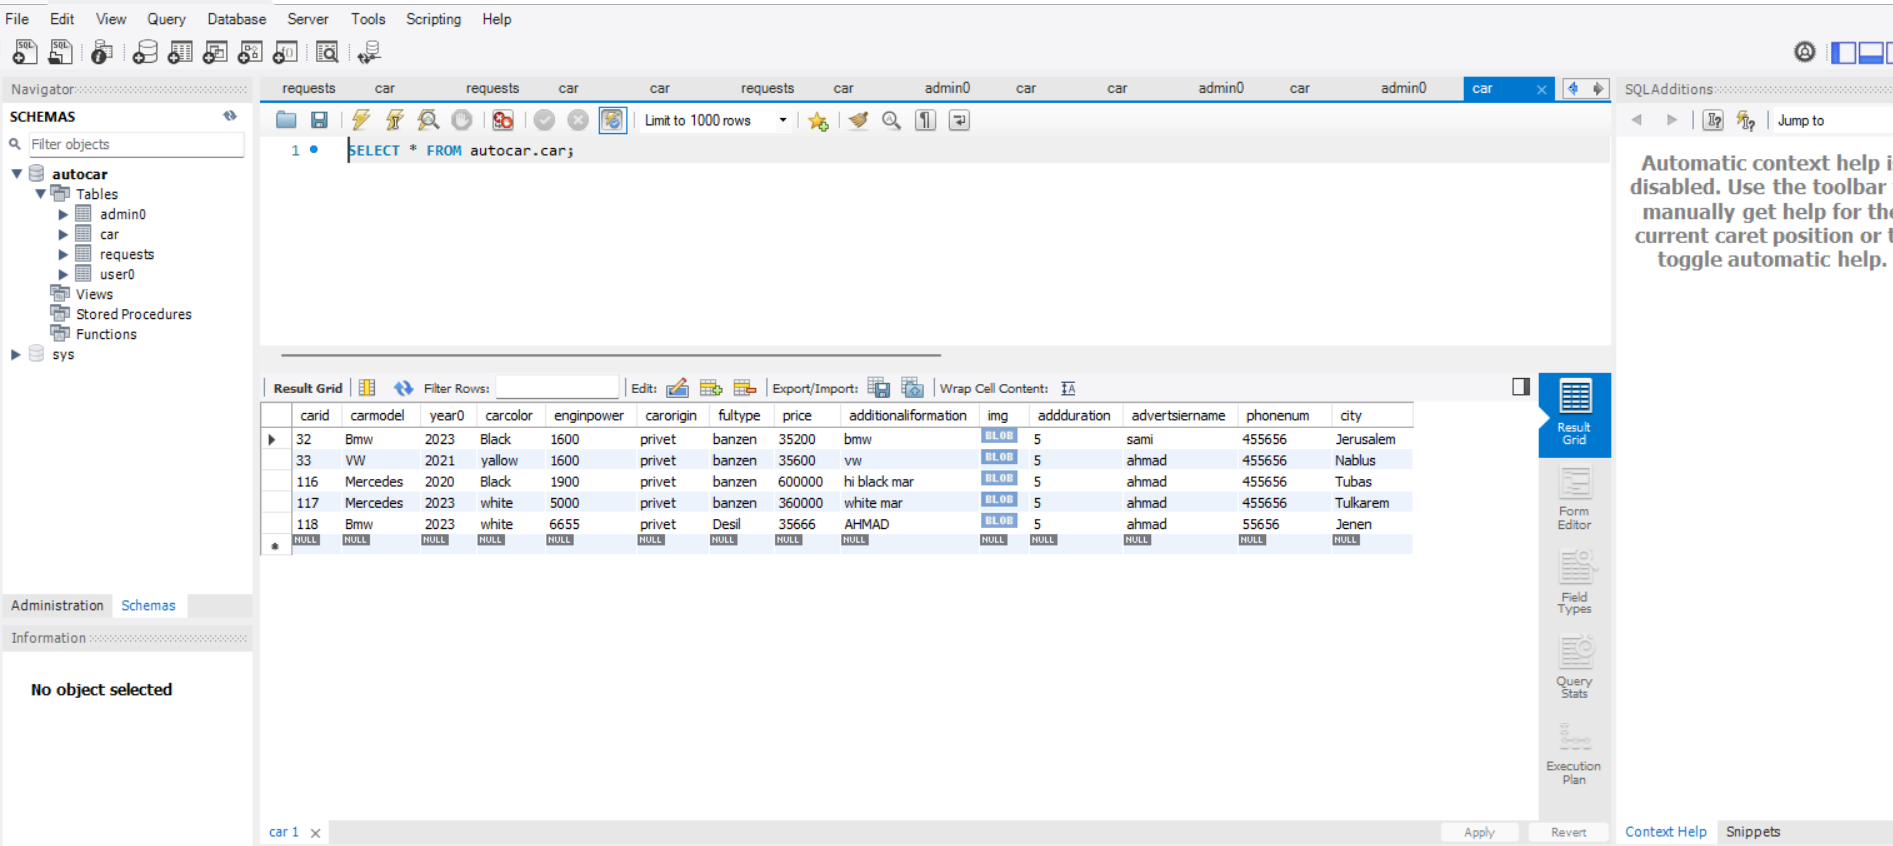 File Edit View Query Database Server Tools Scripting Help
Navigator
SCHEMAS
Filter objects
autocar
Tables
admin0
car
requests
user0
Views
Stored Procedures
Functions
sys
Administration Schemas
Information
No object selected
requests car requests car car requests car admin0 car car admin0 car admin0 car
Limit to 1000 rows
1 SELECT * FROM autocar.car;
Result Grid Filter Rows: Edit: Export/Import: Wrap Cell Content:
carid carmodel year0 carcolor enginpower carorigin fultype price additionaliformation img addduration advertsiername phonenum city
32 Bmw 2023 Black 1600 privet banzen 35200 bmw BLOB 5 sami 455656 Jerusalem
33 VW 2021 yallow 1600 privet banzen 35600 vw BLOB 5 ahmad 455656 Nablus
116 Mercedes 2020 Black 1900 privet banzen 600000 hi black mar BLOB 5 ahmad 455656 Tubas
117 Mercedes 2023 white 5000 privet banzen 360000 white mar BLOB 5 ahmad 455656 Tulkarem
118 Bmw 2023 white 6655 privet Desil 35666 AHMAD BLOB 5 ahmad 55656 Jenen
NULL NULL NULL NULL NULL NULL NULL NULL NULL NULL NULL NULL NULL NULL
Result
Grid
Form
Editor
Field
Types
Query
Stats
Execution
Plan
car 1
Apply Revert
SQLAdditions
Jump to
Automatic context help i
disabled. Use the toolbar
manually get help for the
current caret position or t
toggle automatic help.
Context Help Snippets